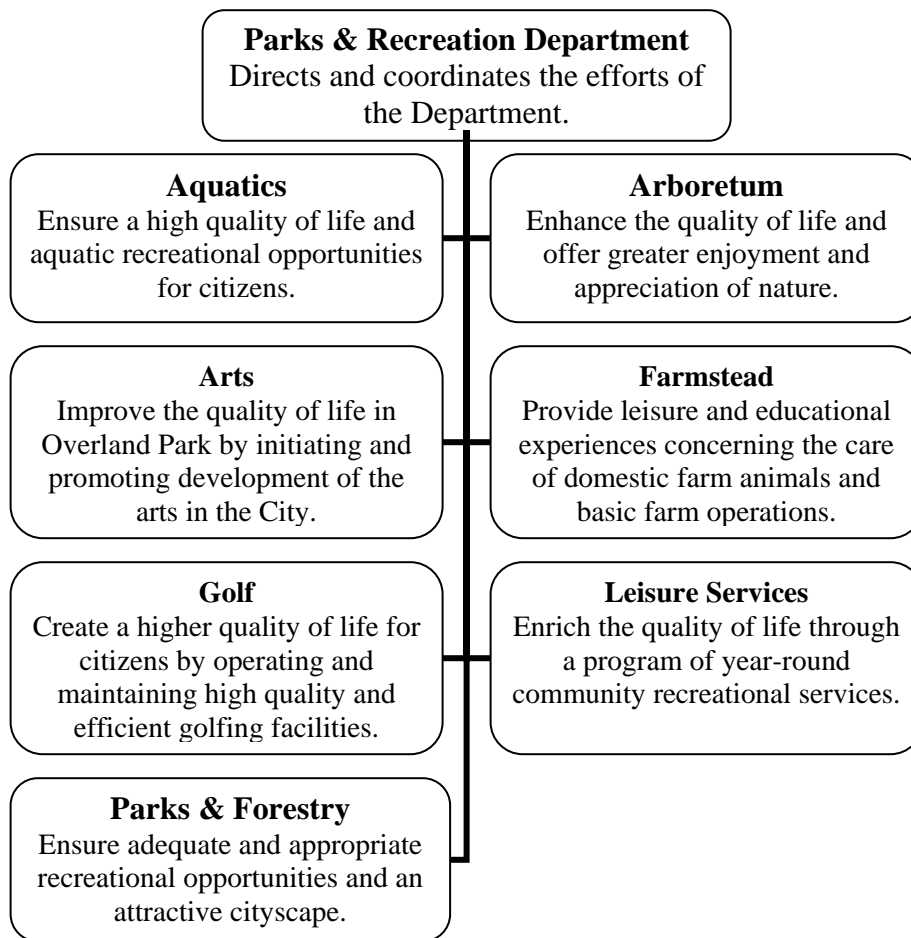 Parks & Recreation Department
Directs and coordinates the efforts of
the Department.
Aquatics
Ensure a high quality of life and
aquatic recreational opportunities
for citizens.
Arboretum
Enhance the quality of life and
offer greater enjoyment and
appreciation of nature.
Arts
Improve the quality of life in
Overland Park by initiating and
promoting development of the
arts in the City.
Farmstead
Provide leisure and educational
experiences concerning the care
of domestic farm animals and
basic farm operations.
Golf
Create a higher quality of life for
citizens by operating and
maintaining high quality and
efficient golfing facilities.
Leisure Services
Enrich the quality of life through
a program of year-round
community recreational services.
Parks & Forestry
Ensure adequate and appropriate
recreational opportunities and an
attractive cityscape.